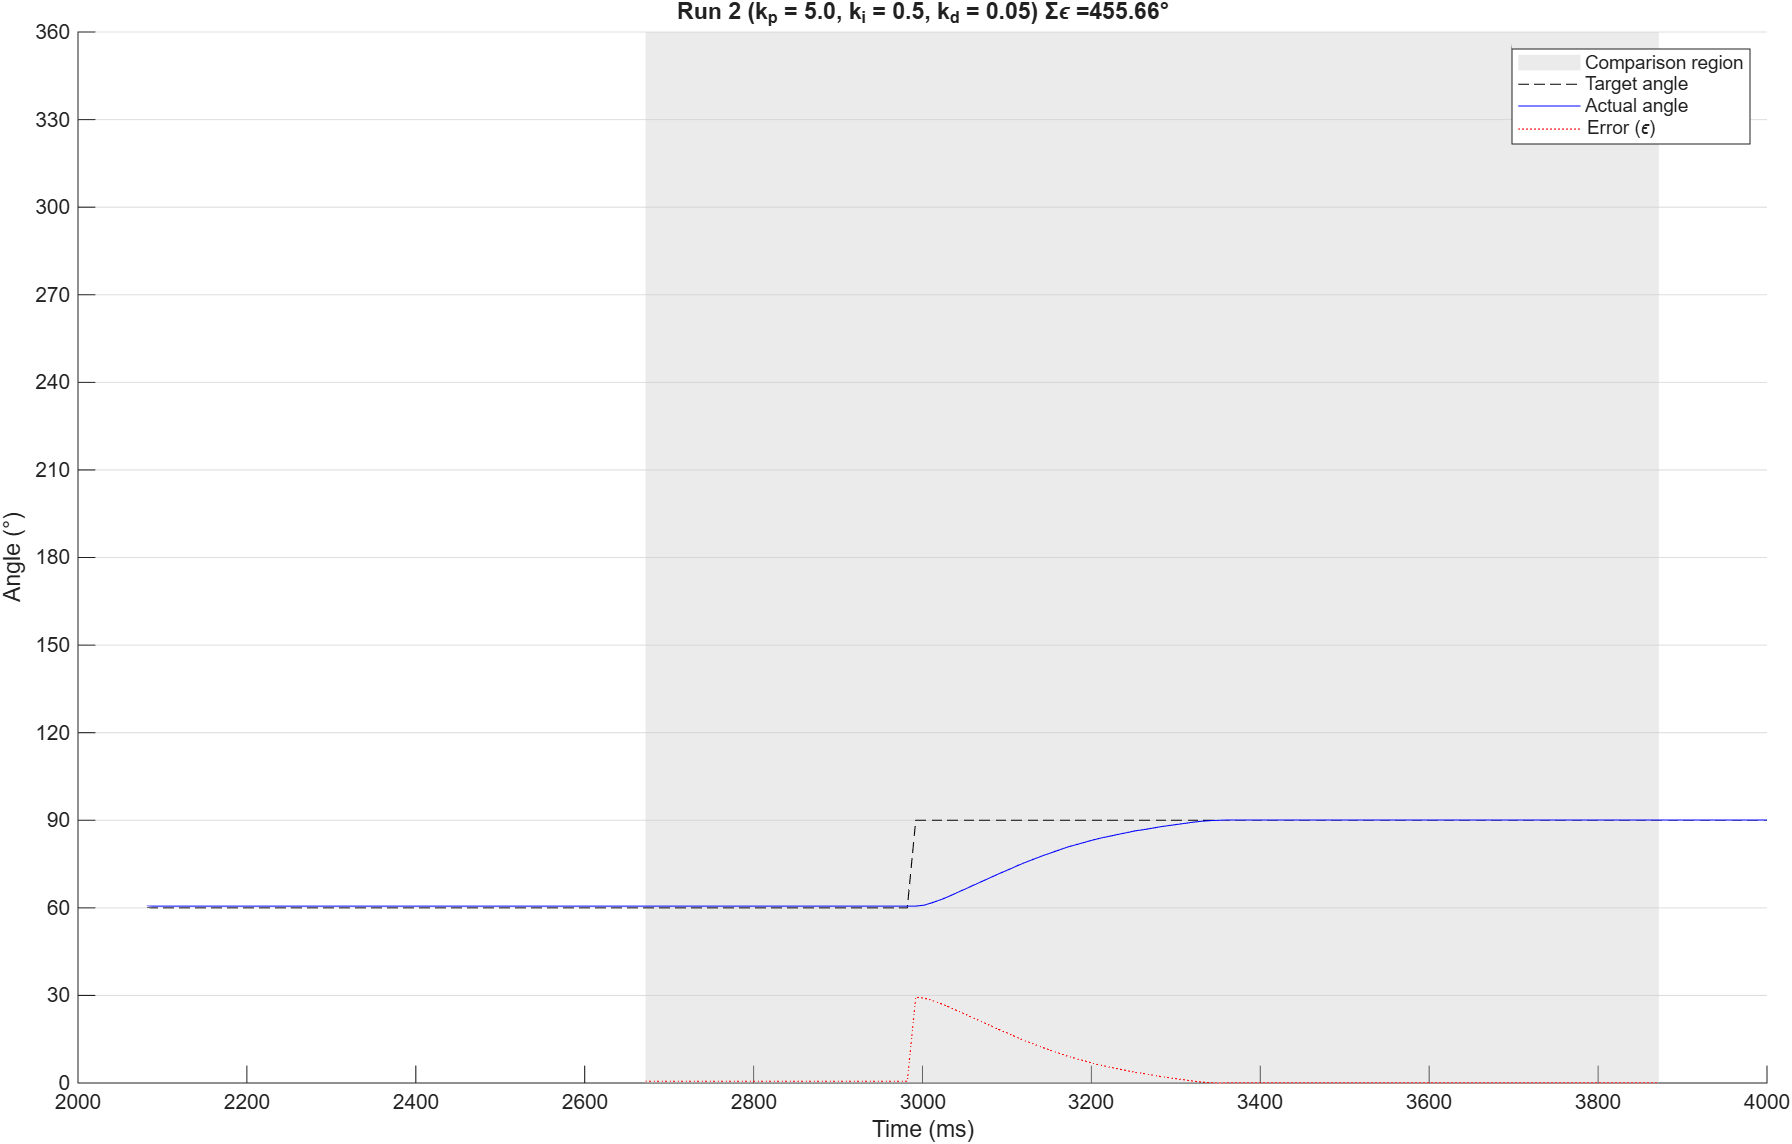 Run 2 (kp = 5.0, ki = 0.5, kd = 0.05) Σϵ =455.66°
Comparison region
Target angle
Actual angle
Error (ϵ)
360
330
300
270
240
210
180
150
120
90
60
30
0
Angle (°)
2000 2200 2400 2600 2800 3000 3200 3400 3600 3800 4000
Time (ms)